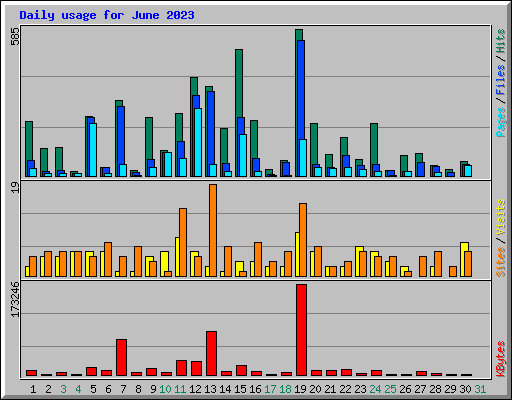 Daily usage for June 2023
585
Pages / Files / Hits
19
Sites / Visits
173246
KBytes
1 2 3 4 5 6 7 8 9 10 11 12 13 14 15 16 17 18 19 20 21 22 23 24 25 26 27 28 29 30 31